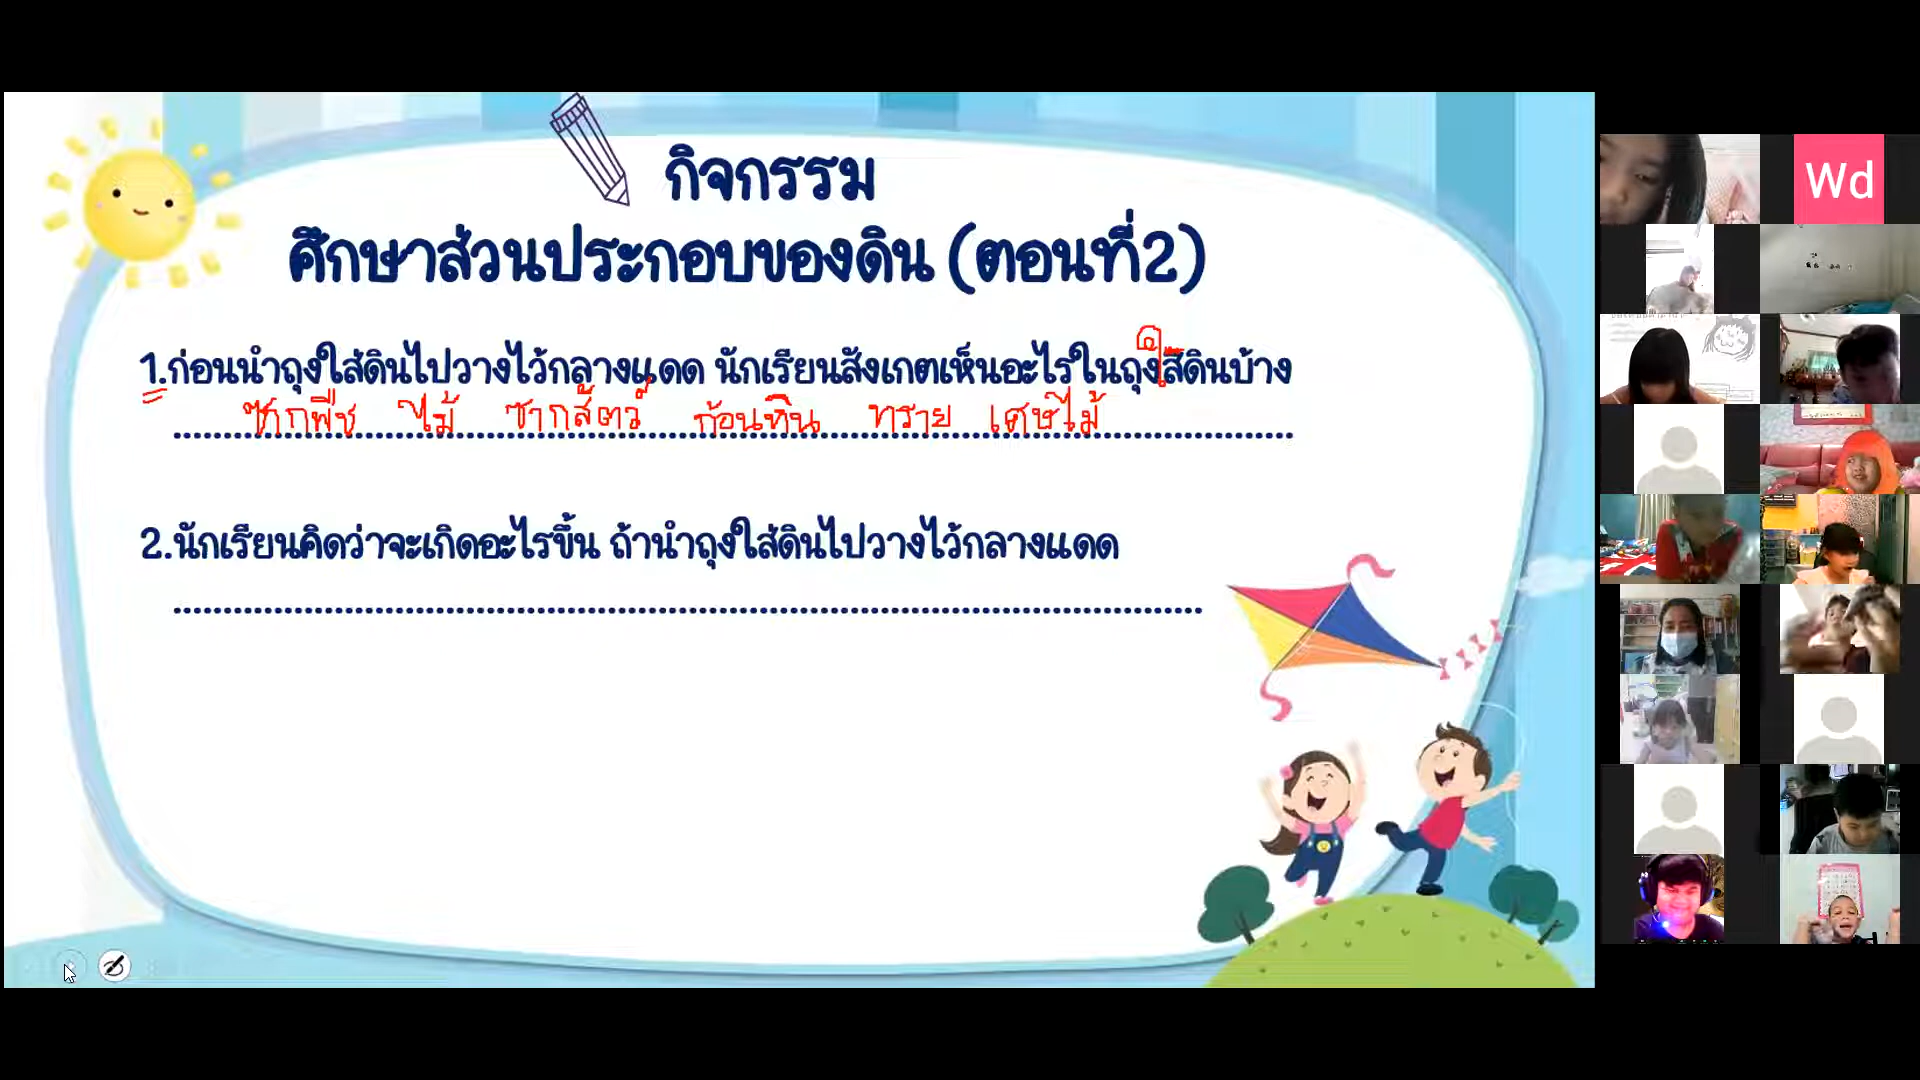 กิจกรรม
ศึกษาส่วนประกอบของดิน (ตอนที่2)
1.ก่อนนำถุงใส่ดินไปวางไว้กลางแดด นักเรียนสังเกตเห็นอะไรในถุงใส่ดินบ้าง
ซากพืช ไม้ ซากสัตว์ ก้อนหิน ทราย เศษไม้
2.นักเรียนคิดว่าจะเกิดอะไรขึ้น ถ้านำถุงใส่ดินไปวางไว้กลางแดด
Wd